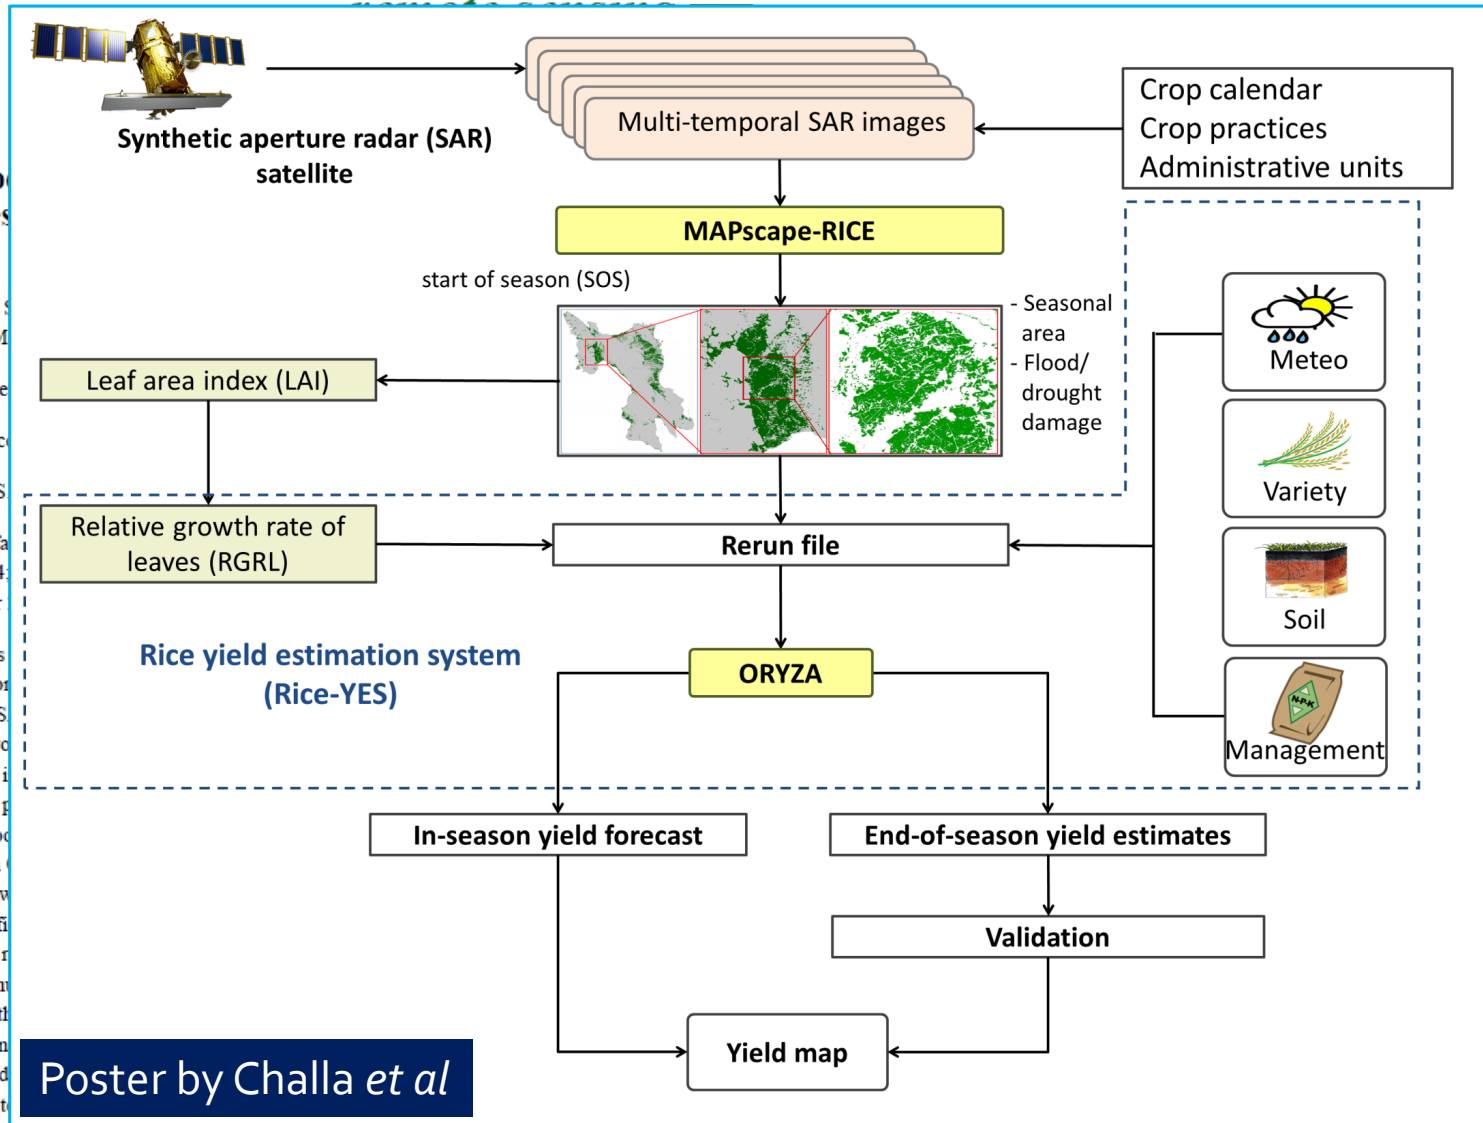 remote sensing
Synthetic aperture radar (SAR)
satellite
Multi-temporal SAR images
Crop calendar
Crop practices
Administrative units
MAPscape-RICE
start of season (SOS)
- Seasonal
area
- Flood/
drought
damage
Leaf area index (LAI)
Meteo
Variety
Relative growth rate of
leaves (RGRL)
Rerun file
Soil
Rice yield estimation system
(Rice-YES)
ORYZA
N-P-K
Management
In-season yield forecast
End-of-season yield estimates
Validation
Yield map
Poster by Challa et al